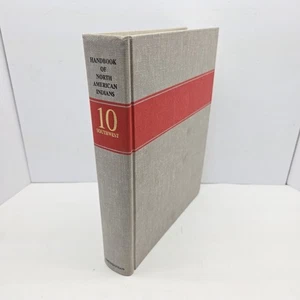 HANDBOOK
OF
NORTH
AMERICAN
INDIANS
10
SOUTHWEST